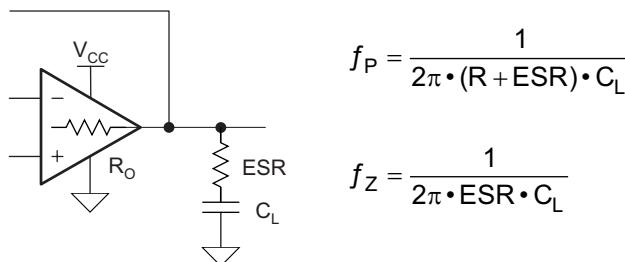 V_CC
−
+
R_O
ESR
C_L
f_P = 1 / (2π•(R + ESR)•C_L)
f_Z = 1 / (2π•ESR•C_L)